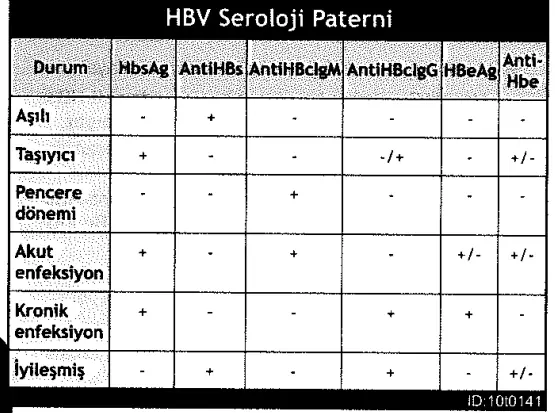 HBV Seroloji Paterni
Durum HbsAg AntiHBs AntiHBcIgM AntiHBcIgG HBeAg Anti-Hbe
Aşılı - + - - - -
Taşıyıcı + - - -/+ - +/-
Pencere dönemi - - + - - -
Akut enfeksiyon + - + - +/- +/-
Kronik enfeksiyon + - - + + -
İyileşmiş - + - + - +/-
ID:10t0141